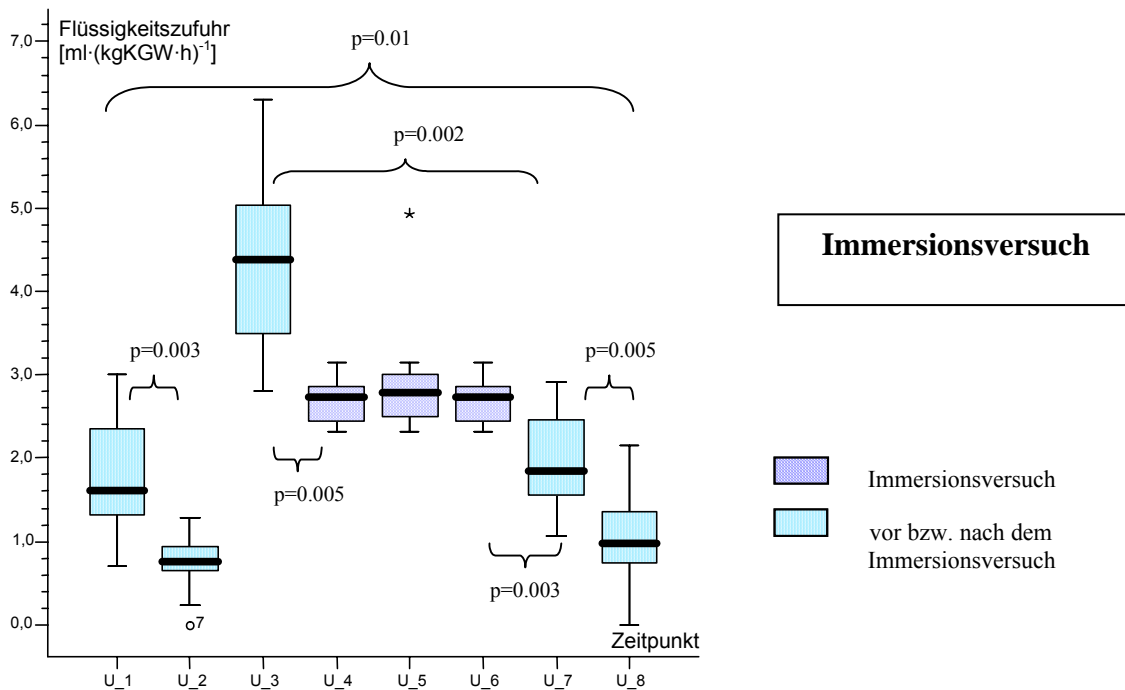 Flüssigkeitszufuhr
[ml·(kgKGW·h)⁻¹]
7,0
6,0
5,0
4,0
3,0
2,0
1,0
0,0
p=0.01
p=0.002
*
p=0.003
p=0.005
p=0.005
p=0.003
7
Zeitpunkt
U_1 U_2 U_3 U_4 U_5 U_6 U_7 U_8
Immersionsversuch
Immersionsversuch
vor bzw. nach dem
Immersionsversuch